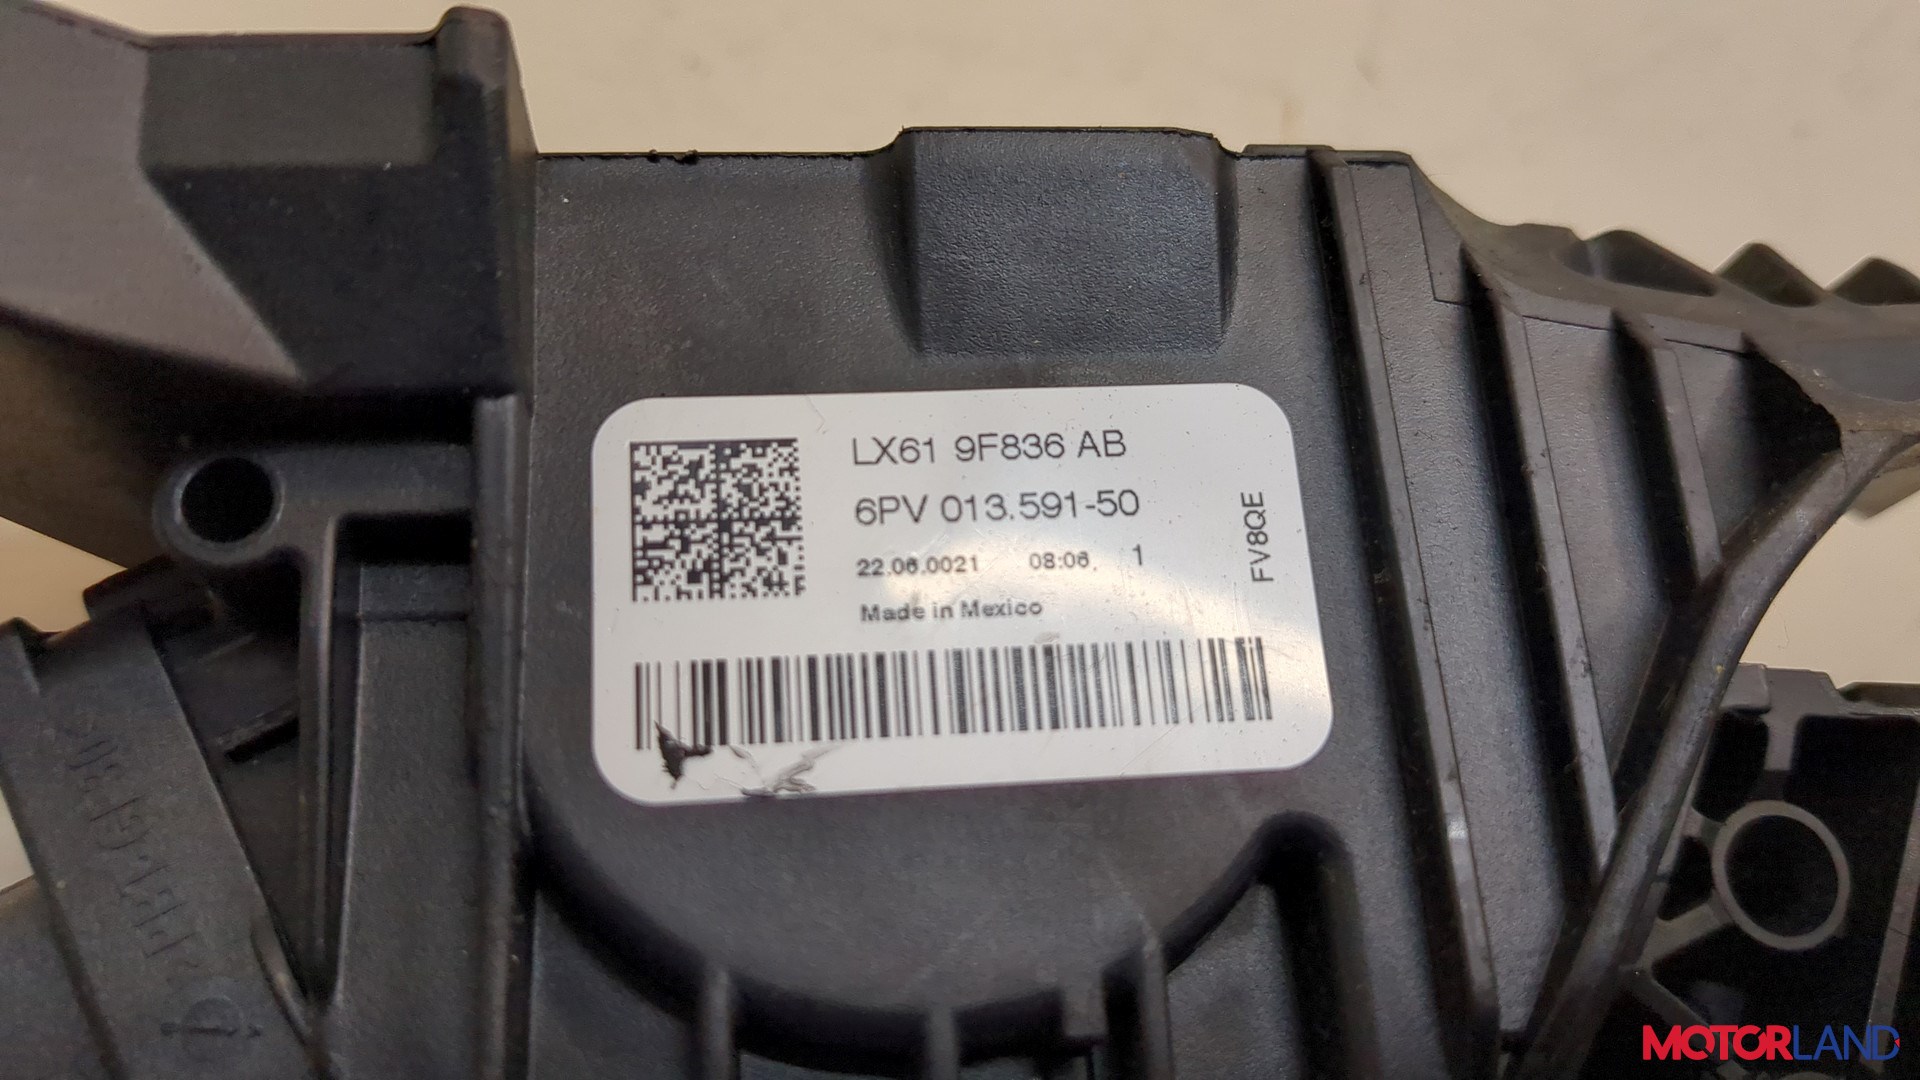 LX61 9F836 AB
6PV 013.591-50
22.06.0021 08:06, 1
Made in Mexico
FV8QE
MOTORLAND